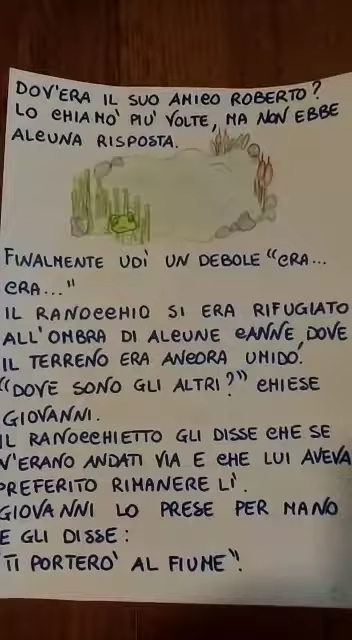 DOV'ERA IL SUO AMICO ROBERTO?
LO CHIAMÒ PIU' VOLTE, MA NON EBBE
ALCUNA RISPOSTA.
FINALMENTE UDÌ UN DEBOLE "CRA...
CRA..."
IL RANOCCHIO SI ERA RIFUGIATO
ALL'OMBRA DI ALCUNE CANNE, DOVE
IL TERRENO ERA ANCORA UMIDO.
"DOVE SONO GLI ALTRI?" CHIESE
GIOVANNI.
IL RANOCCHIETTO GLI DISSE CHE SE
N'ERANO ANDATI VIA E CHE LUI AVEVA
PREFERITO RIMANERE LÌ.
GIOVANNI LO PRESE PER MANO
E GLI DISSE:
"TI PORTERO' AL FIUME"!